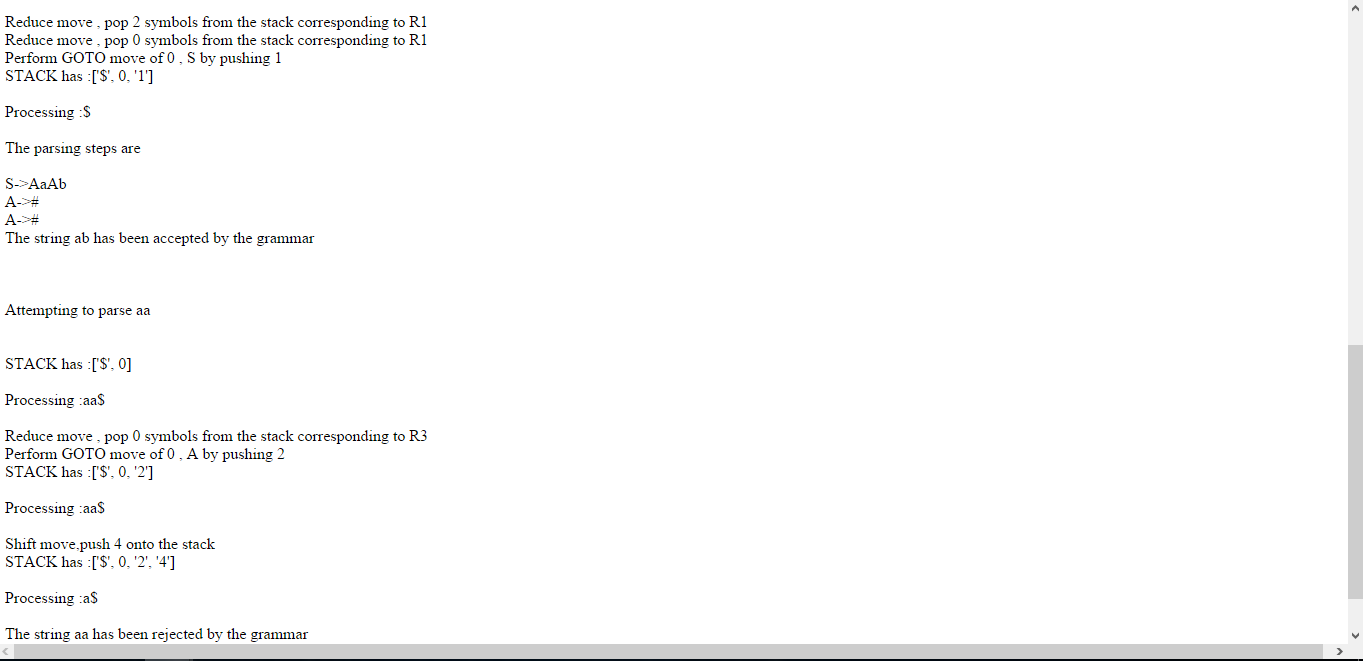 Reduce move , pop 2 symbols from the stack corresponding to R1
Reduce move , pop 0 symbols from the stack corresponding to R1
Perform GOTO move of 0 , S by pushing 1
STACK has :['$', 0, '1']
Processing :$
The parsing steps are
S->AaAb
A->#
A->#
The string ab has been accepted by the grammar
Attempting to parse aa
STACK has :['$', 0]
Processing :aa$
Reduce move , pop 0 symbols from the stack corresponding to R3
Perform GOTO move of 0 , A by pushing 2
STACK has :['$', 0, '2']
Processing :aa$
Shift move,push 4 onto the stack
STACK has :['$', 0, '2', '4']
Processing :a$
The string aa has been rejected by the grammar